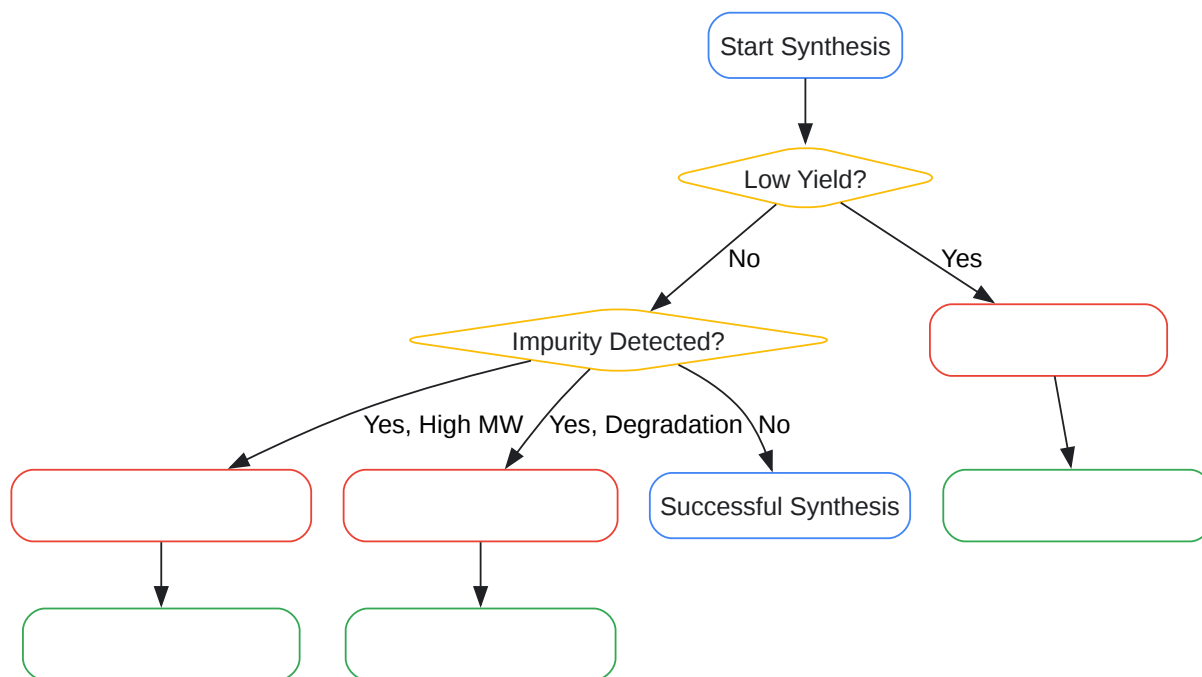 Start Synthesis
Low Yield?
No
Yes
Impurity Detected?
Yes, High MW
Yes, Degradation
No
Successful Synthesis